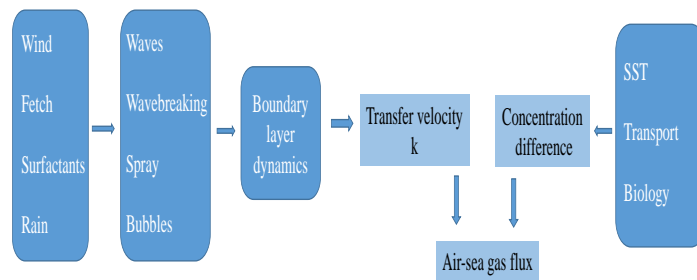 Wind
Fetch
Surfactants
Rain
Waves
Wavebreaking
Spray
Bubbles
Boundary
layer
dynamics
Transfer velocity
k
Concentration
difference
SST
Transport
Biology
Air-sea gas flux